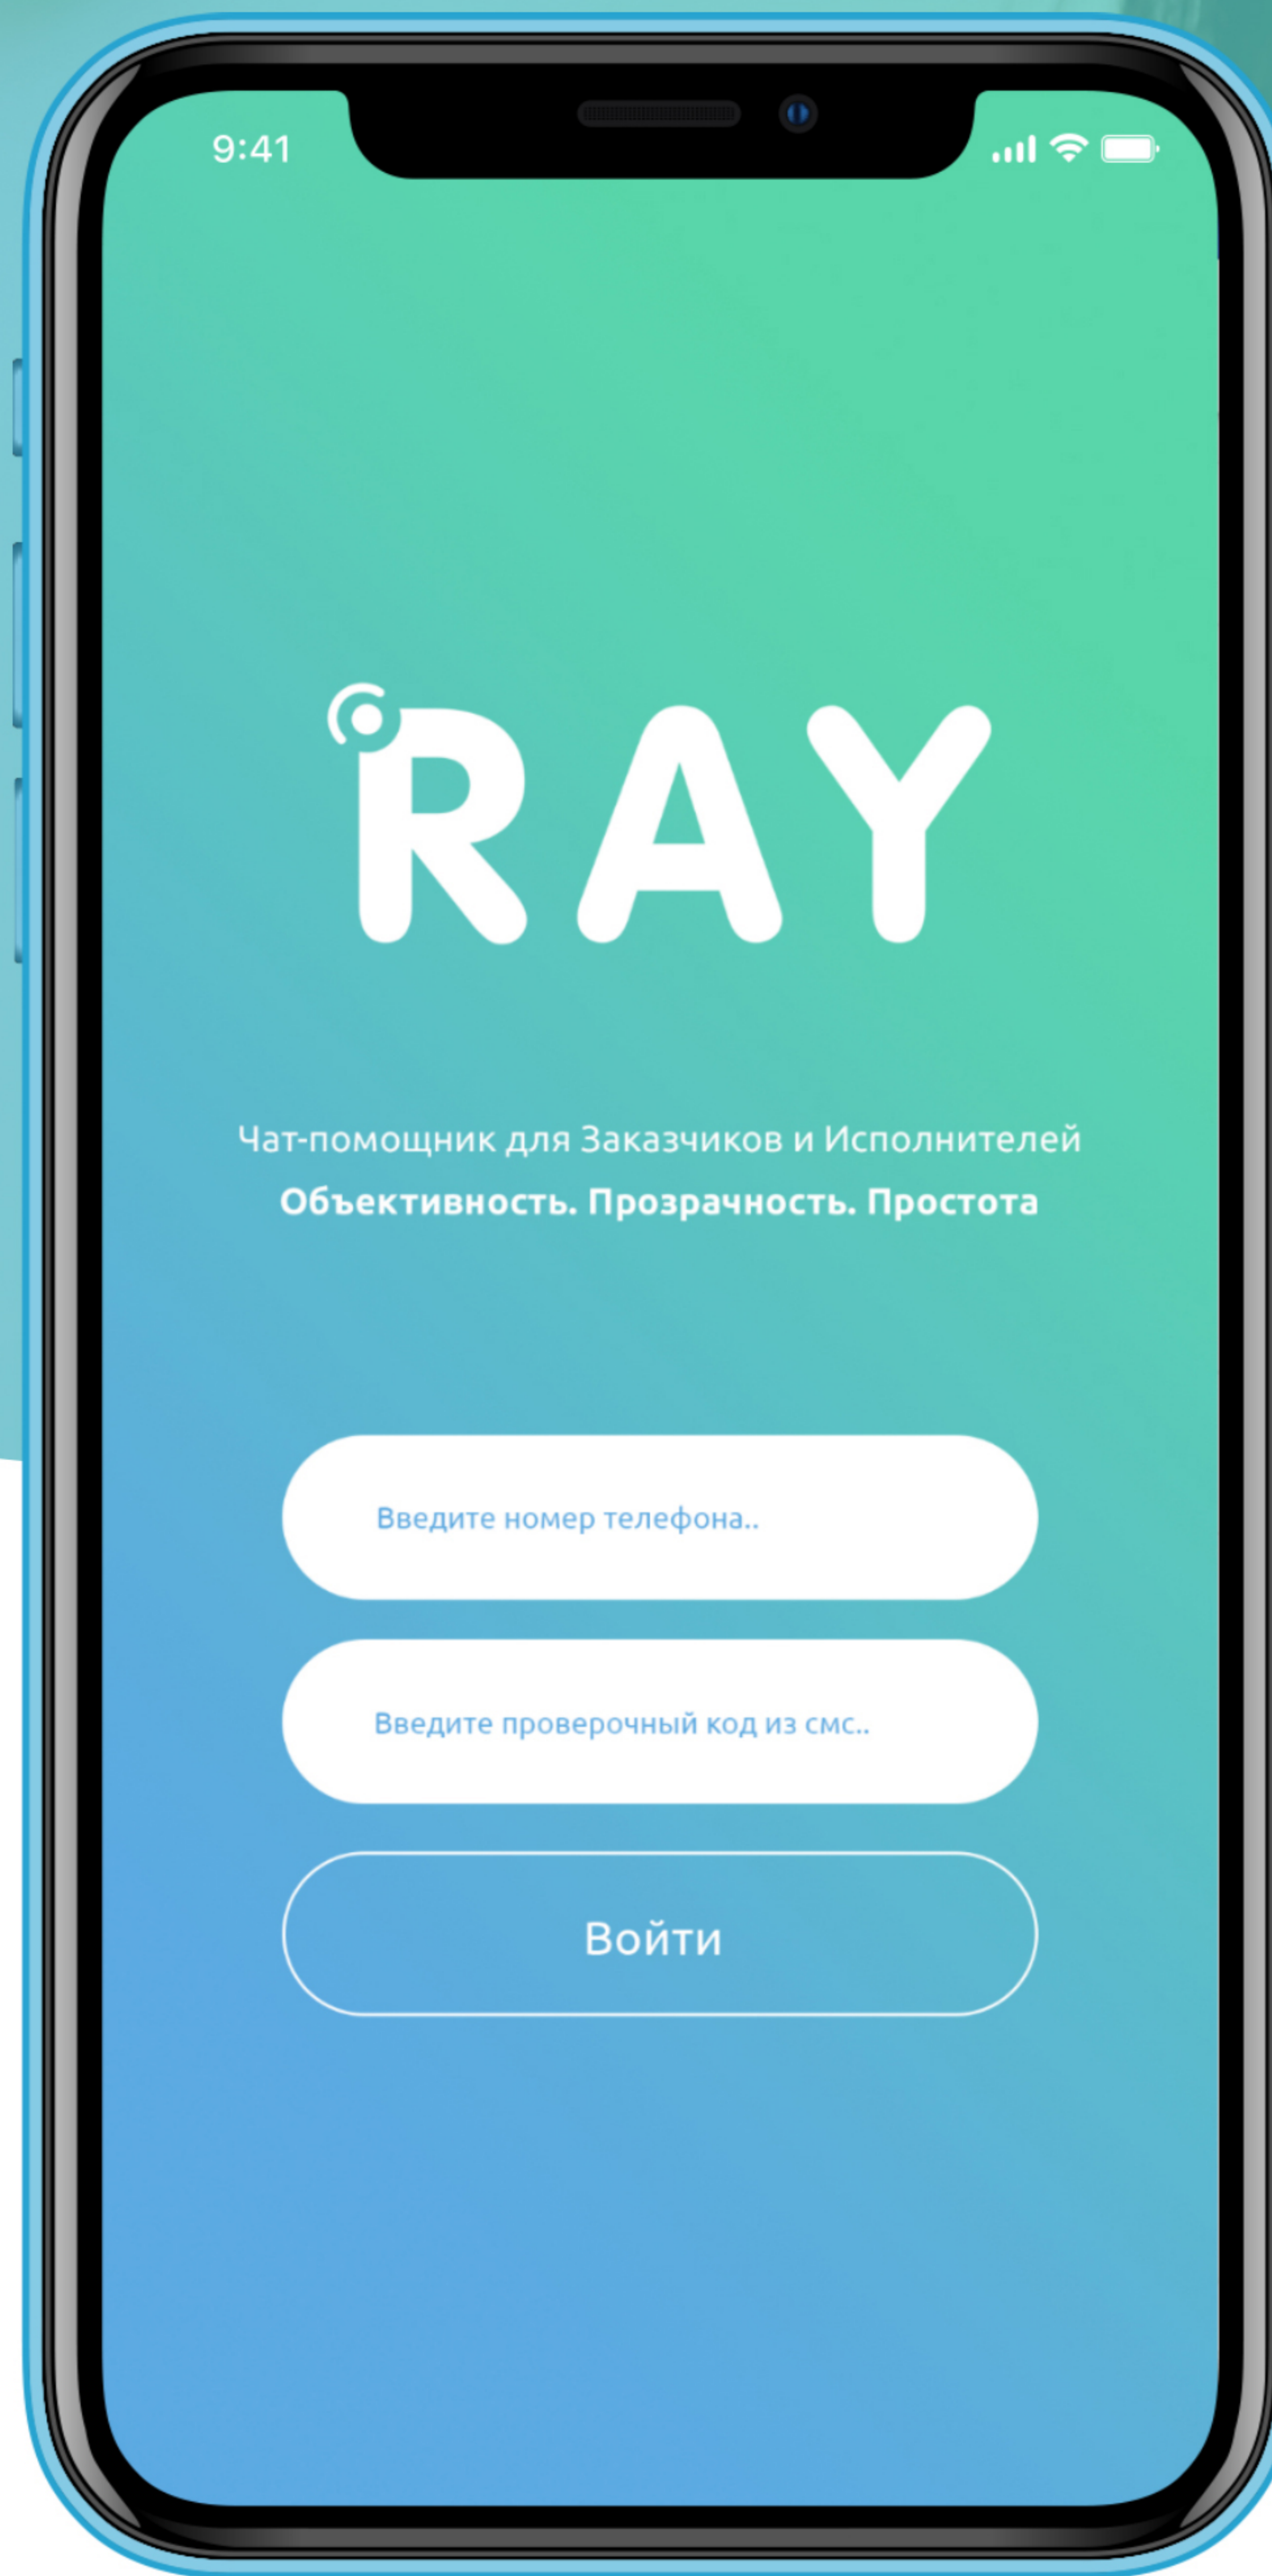 9:41
RAY
Чат-помощник для Заказчиков и Исполнителей
Объективность. Прозрачность. Простота
Введите номер телефона..
Введите проверочный код из смс..
Войти